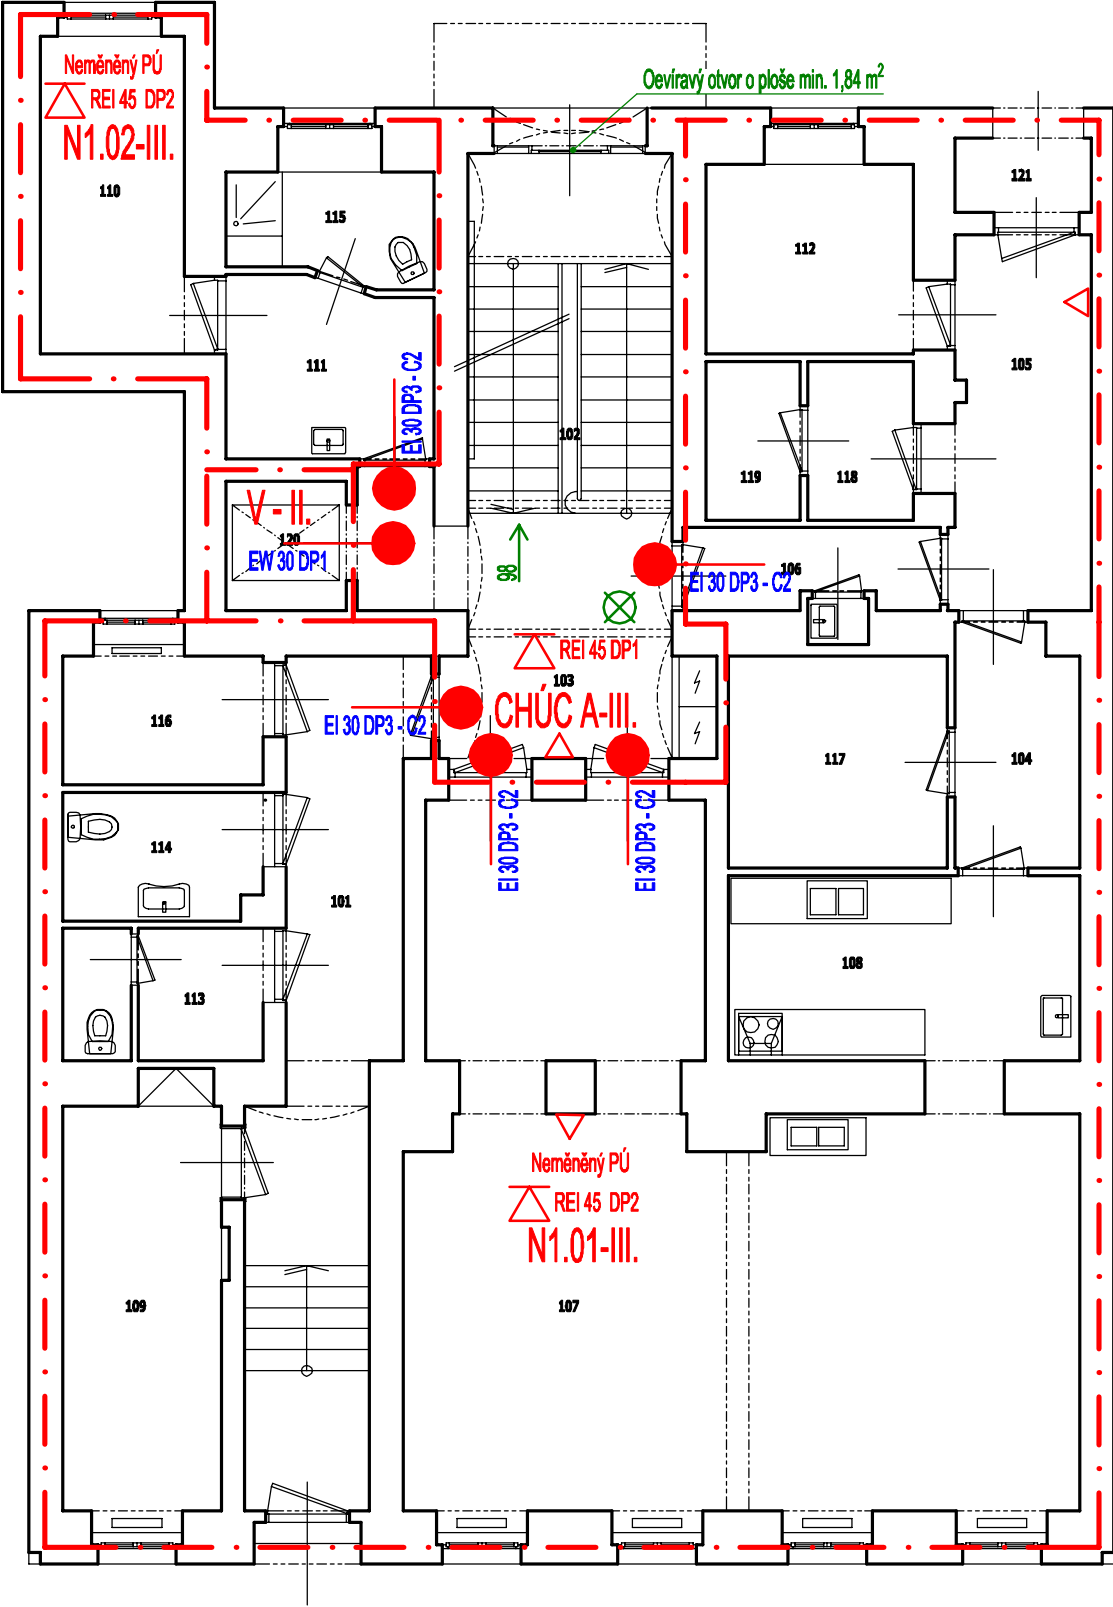 Neměněný PÚ
REI 45 DP2
N1.02-III.
110
Oevíravý otvor o ploše min. 1,84 m²
115
112
121
111
EI 30 DP3 - C2
105
102
119
118
V - II.
120
EW 30 DP1
98
106
EI 30 DP3 - C2
REI 45 DP1
103
CHÚC A-III.
EI 30 DP3 - C2
116
117
104
EI 30 DP3 - C2
EI 30 DP3 - C2
114
101
108
113
Neměněný PÚ
REI 45 DP2
N1.01-III.
109
107